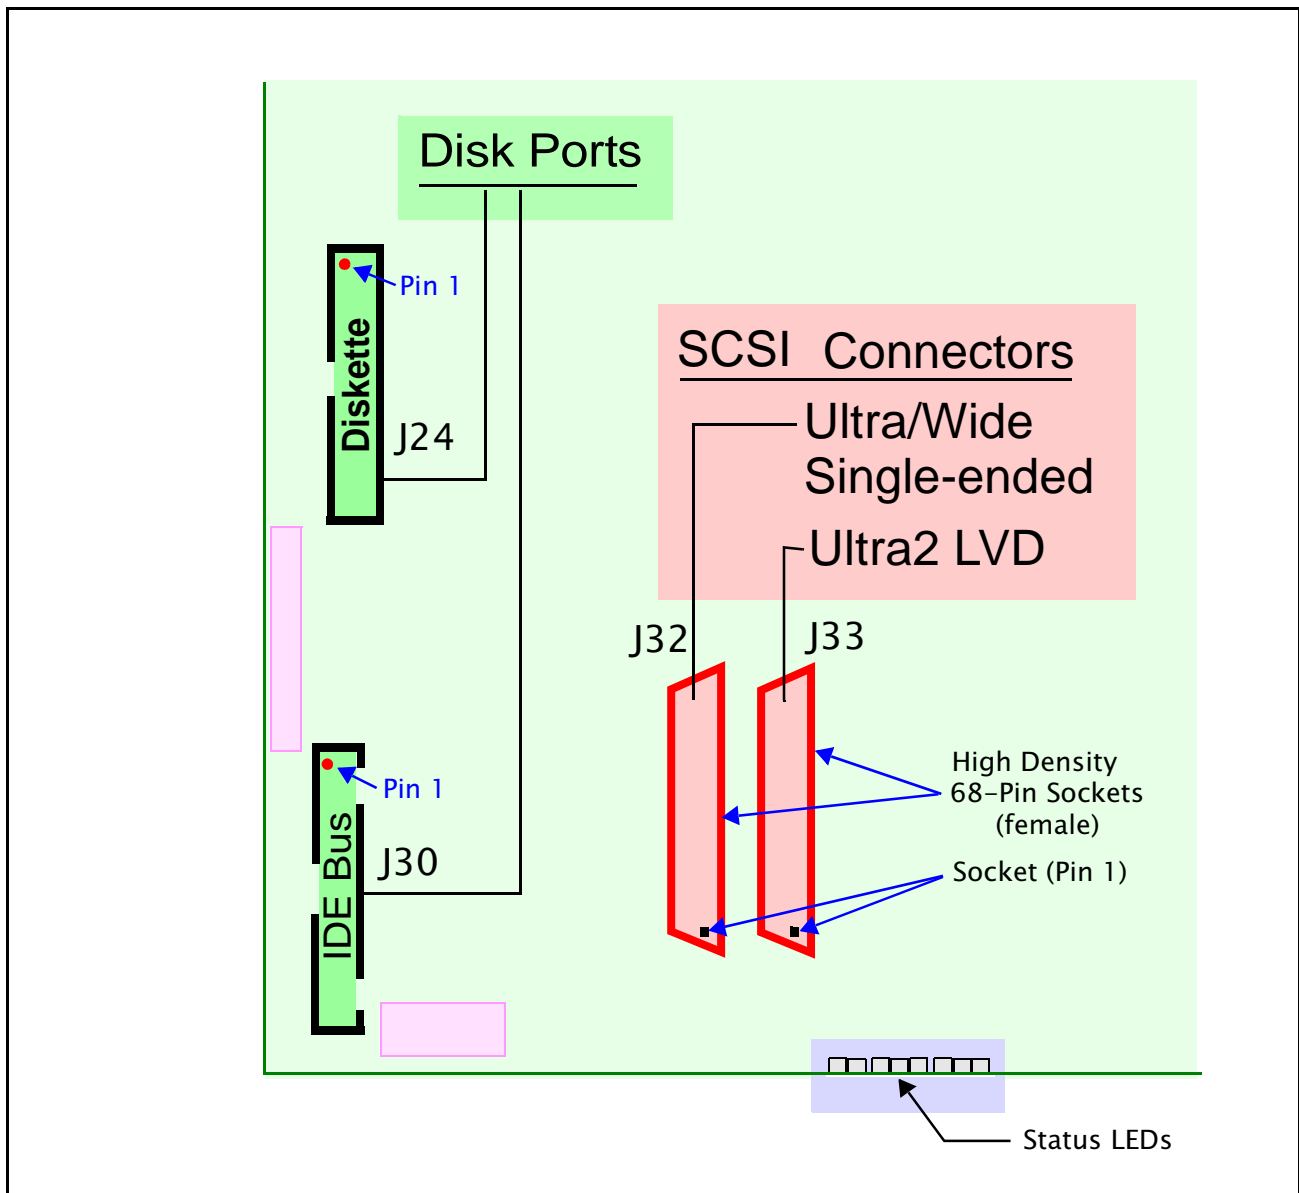 Disk Ports
Pin 1
Diskette
J24
SCSI Connectors
Ultra/Wide
Single-ended
Ultra2 LVD
J32
J33
High Density
68-Pin Sockets
(female)
Socket (Pin 1)
Pin 1
IDE Bus
J30
Status LEDs